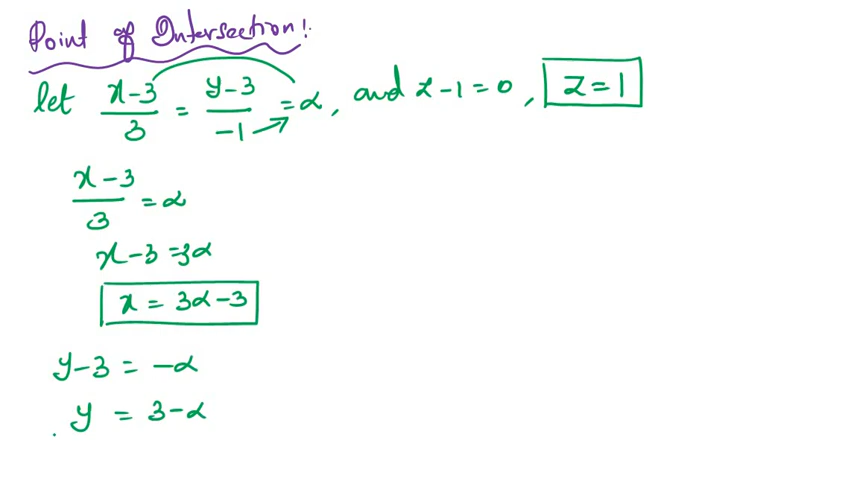 Point of Intersection:
let x-3/3 = y-3/-1 = α, and z-1=0, z=1
x-3/3 = α
x-3=3α
x = 3α-3
y-3 = -α
y = 3-α